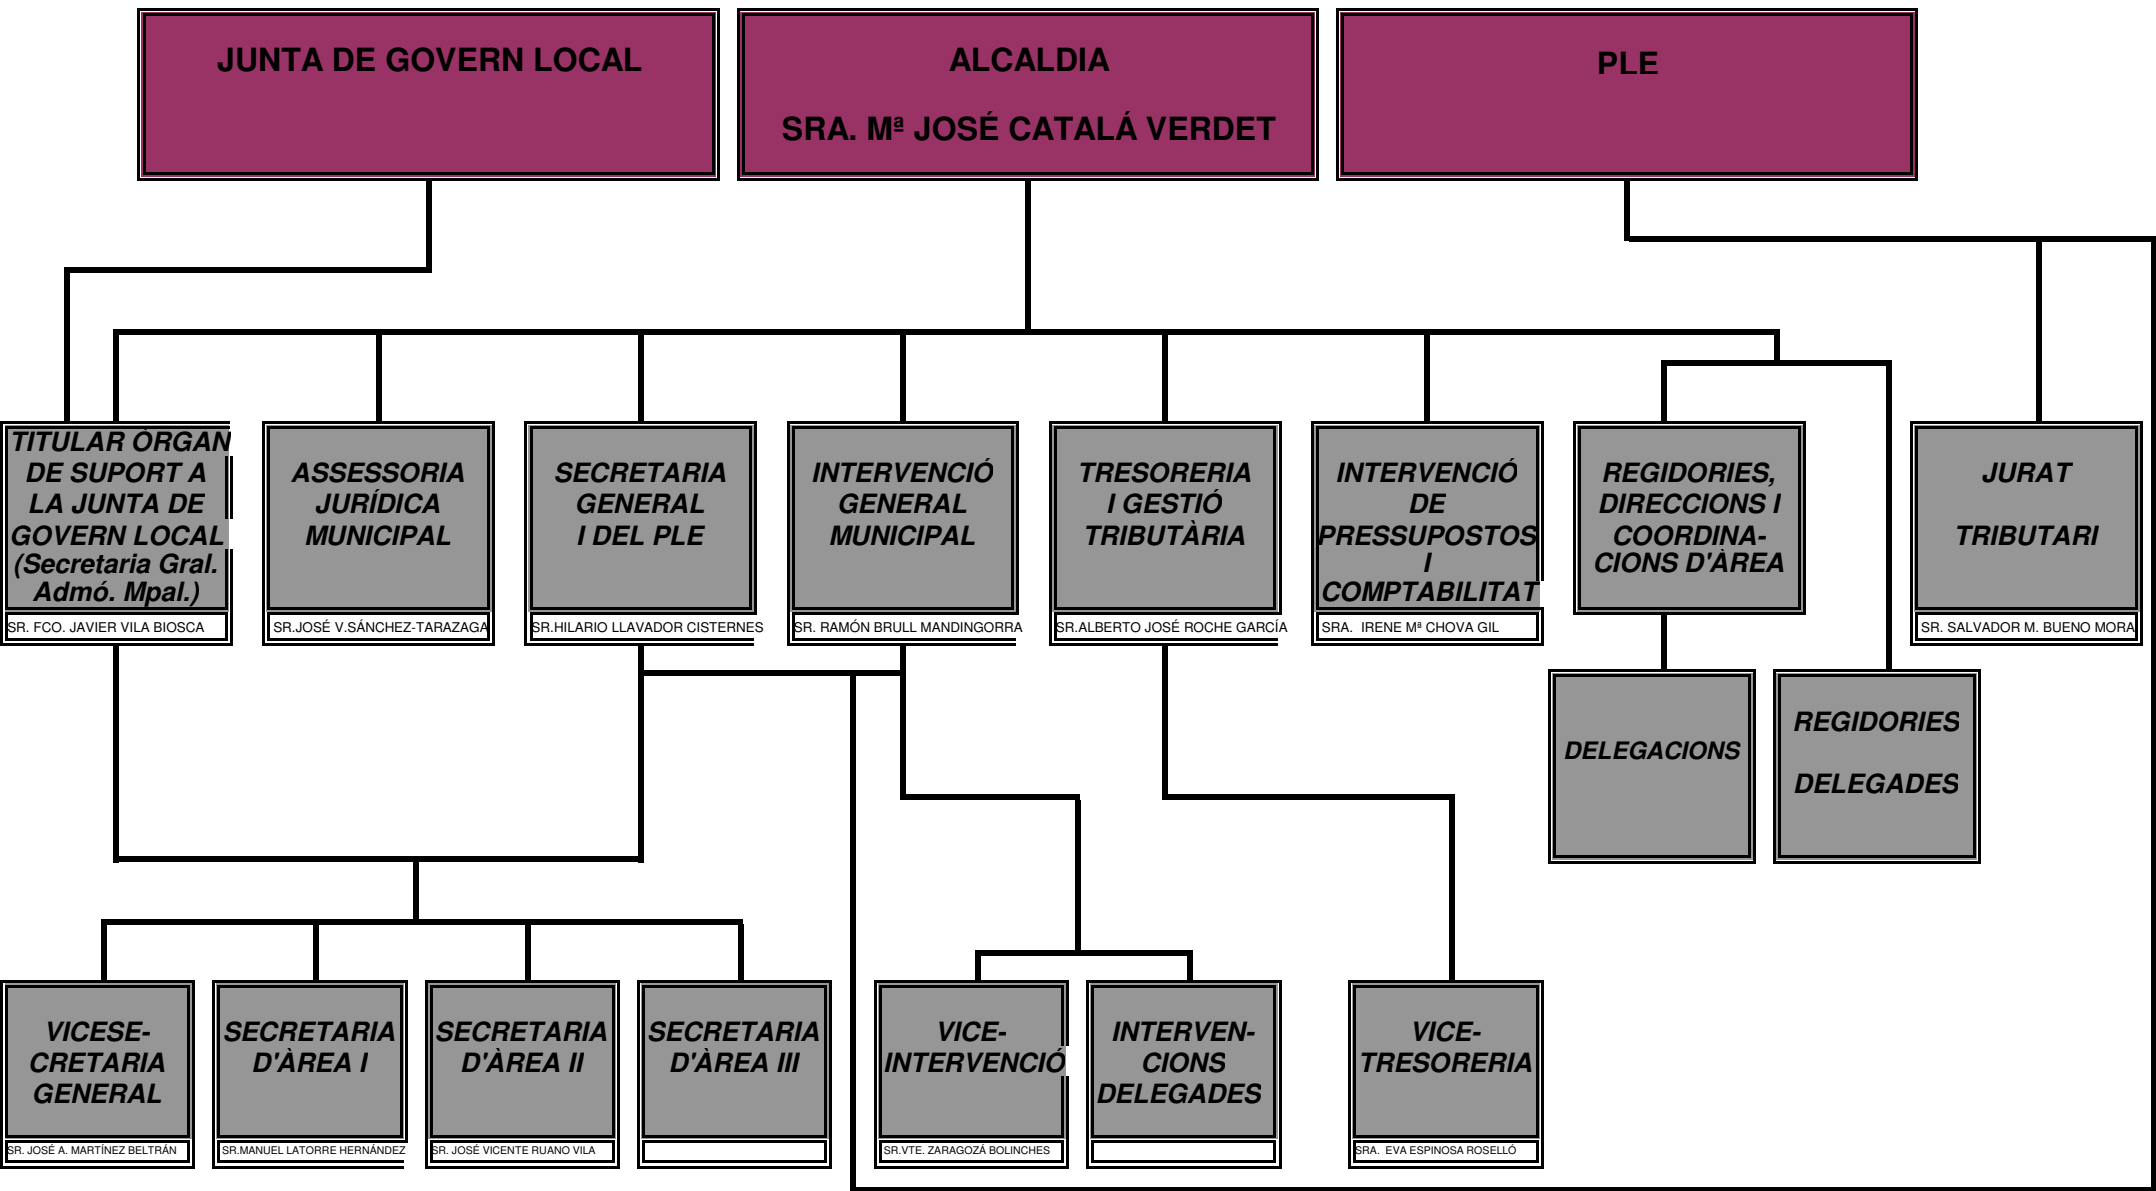 JUNTA DE GOVERN LOCAL
ALCALDIA
SRA. Mª JOSÉ CATALÁ VERDET
PLE
TITULAR ÒRGAN
DE SUPORT A
LA JUNTA DE
GOVERN LOCAL
(Secretaria Gral.
Admó. Mpal.)
SR. FCO. JAVIER VILA BIOSCA
ASSESSORIA
JURÍDICA
MUNICIPAL
SR.JOSÉ V.SÁNCHEZ-TARAZAGA
SECRETARIA
GENERAL
I DEL PLE
SR.HILARIO LLAVADOR CISTERNES
INTERVENCIÓ
GENERAL
MUNICIPAL
SR. RAMÓN BRULL MANDINGORRA
TRESORERIA
I GESTIÓ
TRIBUTÀRIA
SR.ALBERTO JOSÉ ROCHE GARCÍA
INTERVENCIÓ
DE
PRESSUPOSTOS
I
COMPTABILITAT
SRA. IRENE Mª CHOVA GIL
REGIDORIES,
DIRECCIONS I
COORDINA-
CIONS D'ÀREA
JURAT
TRIBUTARI
SR. SALVADOR M. BUENO MORA
DELEGACIONS
REGIDORIES
DELEGADES
VICESE-
CRETARIA
GENERAL
SR. JOSÉ A. MARTÍNEZ BELTRÁN
SECRETARIA
D'ÀREA I
SR.MANUEL LATORRE HERNÁNDEZ
SECRETARIA
D'ÀREA II
SR. JOSÉ VICENTE RUANO VILA
SECRETARIA
D'ÀREA III
VICE-
INTERVENCIÓ
SR.VTE. ZARAGOZÁ BOLINCHES
INTERVEN-
CIONS
DELEGADES
VICE-
TRESORERIA
SRA. EVA ESPINOSA ROSELLÓ